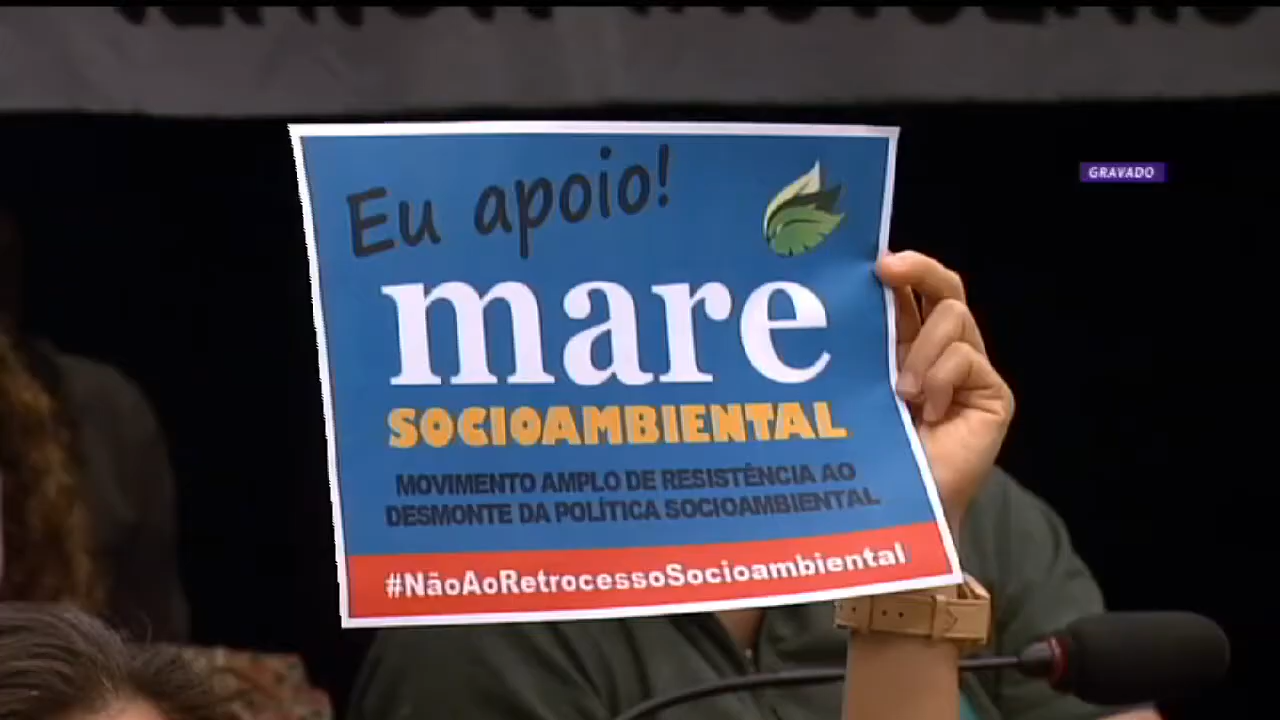 Eu apoio!
mare
SOCIOAMBIENTAL
MOVIMENTO AMPLO DE RESISTÊNCIA AO
DESMONTE DA POLÍTICA SOCIOAMBIENTAL
#NãoAoRetrocessoSocioambiental
GRAVADO